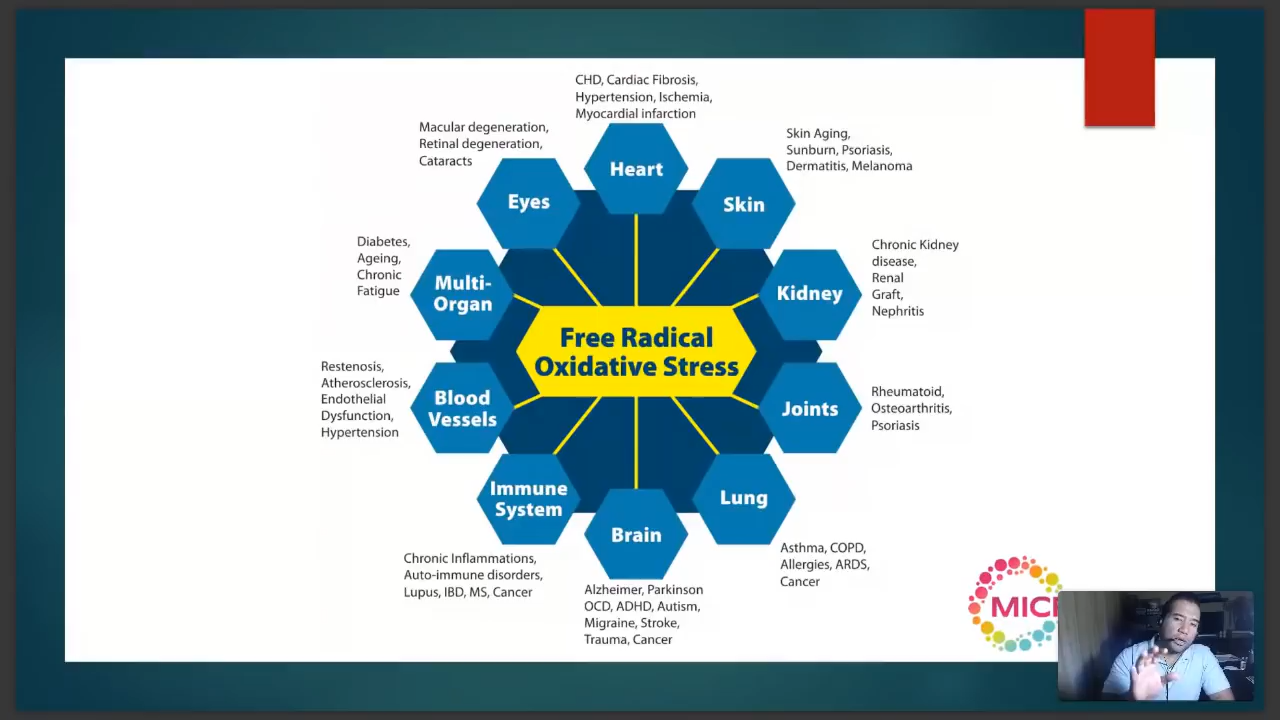 CHD, Cardiac Fibrosis,
Hypertension, Ischemia,
Myocardial infarction
Heart
Macular degeneration,
Retinal degeneration,
Cataracts
Eyes
Skin Aging,
Sunburn, Psoriasis,
Dermatitis, Melanoma
Skin
Diabetes,
Ageing,
Chronic
Fatigue
Multi-
Organ
Chronic Kidney
disease,
Renal
Graft,
Nephritis
Kidney
Free Radical
Oxidative Stress
Restenosis,
Atherosclerosis,
Endothelial
Dysfunction,
Hypertension
Blood
Vessels
Joints
Rheumatoid,
Osteoarthritis,
Psoriasis
Immune
System
Chronic Inflammations,
Auto-immune disorders,
Lupus, IBD, MS, Cancer
Brain
Alzheimer, Parkinson
OCD, ADHD, Autism,
Migraine, Stroke,
Trauma, Cancer
Lung
Asthma, COPD,
Allergies, ARDS,
Cancer